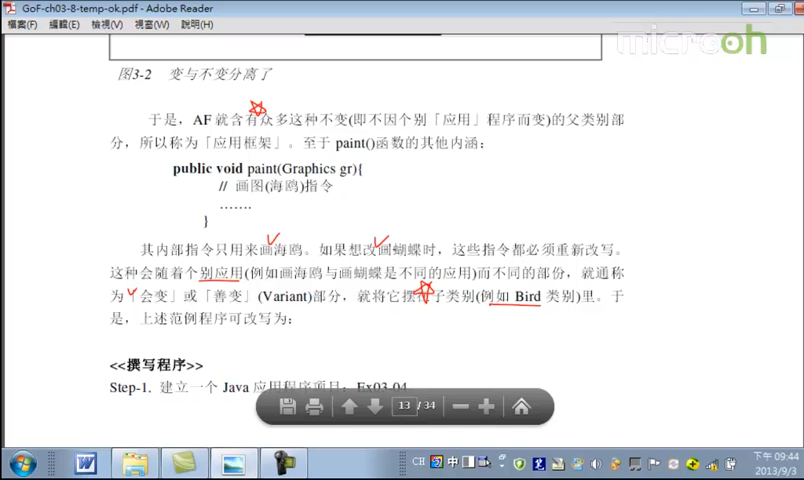 GoF-ch03-8-temp-ok.pdf - Adobe Reader
檔案(F) 編輯(E) 檢視(V) 視窗(W) 說明(H)
microoh
图3-2 变与不变分离了
于是，AF 就含有众多这种不变(即不因个别「应用」程序而变)的父类别部
分，所以称为「应用框架」。至于 paint()函数的其他内涵：
public void paint(Graphics gr){
// 画图(海鸥)指令
…….
}
其内部指令只用来画海鸥。如果想改画蝴蝶时，这些指令都必须重新改写。
这种会随着个别应用(例如画海鸥与画蝴蝶是不同的应用)而不同的部份，就通称
为「会变」或「善变」(Variant)部分，就将它摆在子类别(例如 Bird 类别)里。于
是，上述范例程序可改写为：
<<撰写程序>>
Step-1. 建立一个 Java 应用程序项目：Ex03-04
13 / 34
CH 中
下午 09:44
2013/9/3